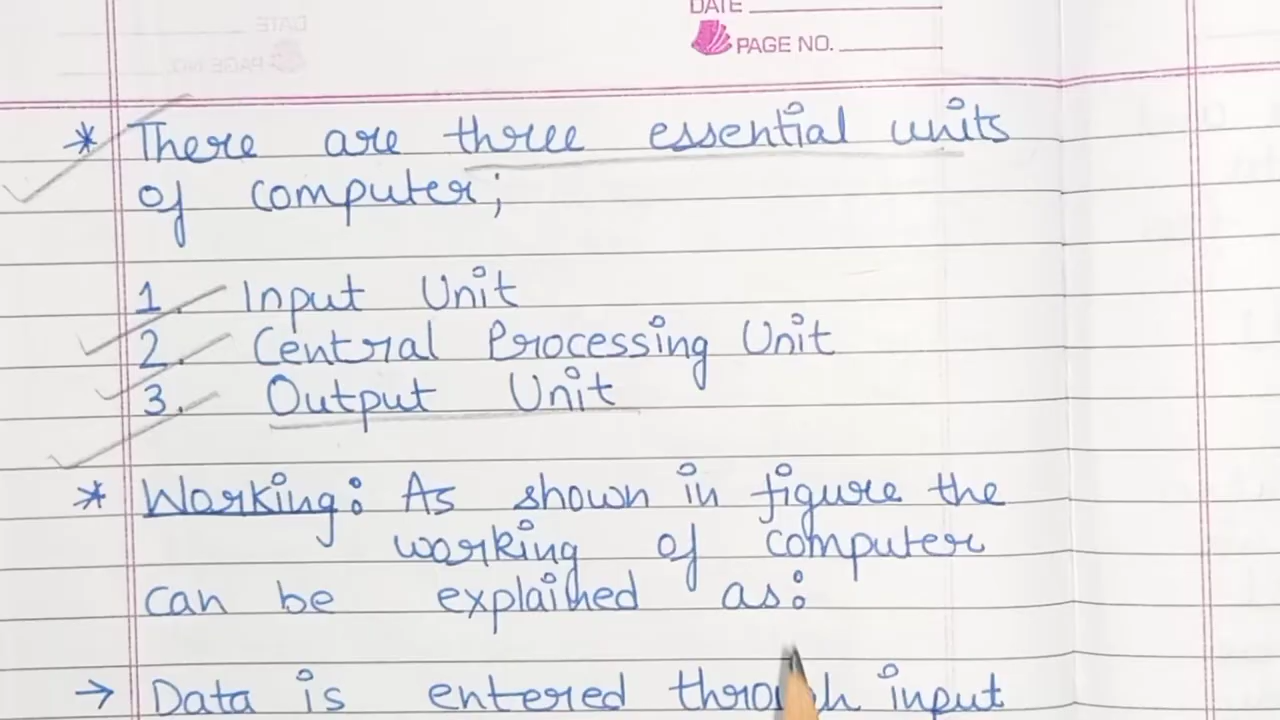 DATE
PAGE NO.
* There are three essential units
of computer;
1. Input Unit
2. Central Processing Unit
3. Output Unit
* Working: As shown in figure the
working of computer
can be explained as:
→ Data is entered through input